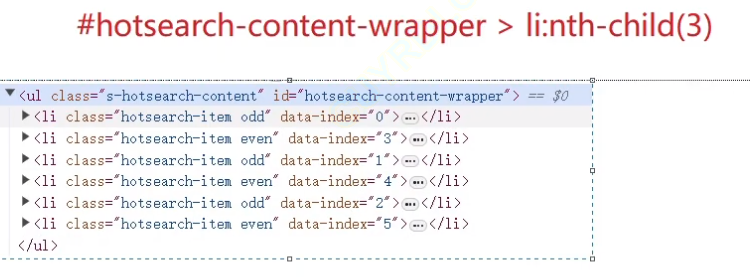 #hotsearch-content-wrapper > li:nth-child(3)
▼<ul class="s-hotsearch-content" id="hotsearch-content-wrapper"> == $0
▶<li class="hotsearch-item odd" data-index="0">…</li>
▶<li class="hotsearch-item even" data-index="3">…</li>
▶<li class="hotsearch-item odd" data-index="1">…</li>
▶<li class="hotsearch-item even" data-index="4">…</li>
▶<li class="hotsearch-item odd" data-index="2">…</li>
▶<li class="hotsearch-item even" data-index="5">…</li>
</ul>